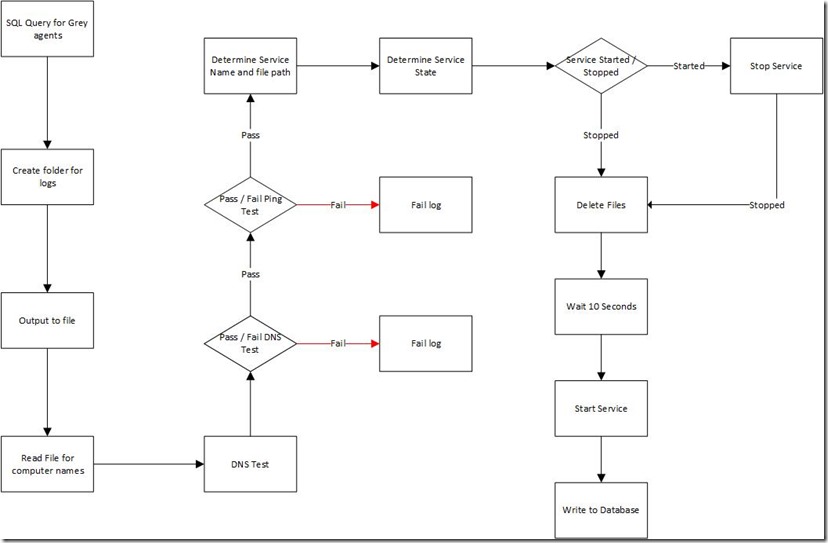 SQL Query for Grey
agents
Create folder for
logs
Output to file
Read File for
computer names
DNS Test
Pass / Fail DNS
Test
Fail
Fail log
Pass
Pass / Fail Ping
Test
Fail
Fail log
Pass
Determine Service
Name and file path
Determine Service
State
Service Started /
Stopped
Started
Stop Service
Stopped
Stopped
Delete Files
Wait 10 Seconds
Start Service
Write to Database